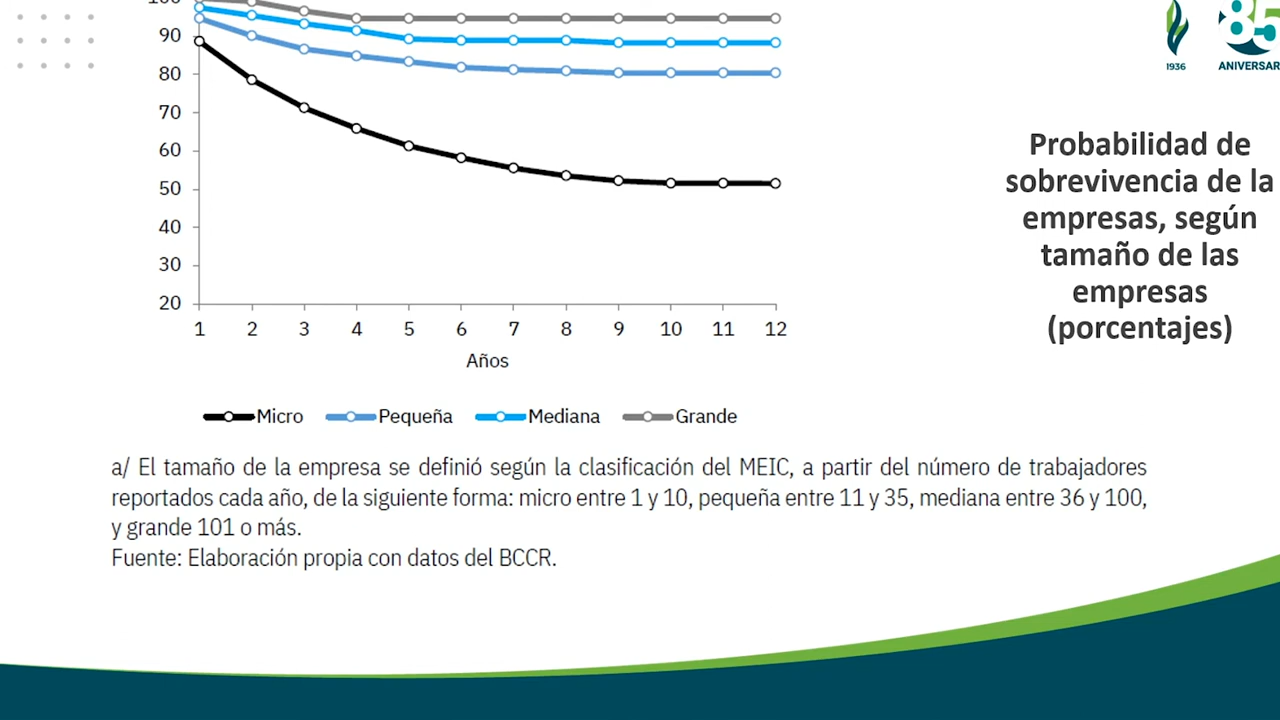 100
90
80
70
60
50
40
30
20
1 2 3 4 5 6 7 8 9 10 11 12
Años
Micro Pequeña Mediana Grande
a/ El tamaño de la empresa se definió según la clasificación del MEIC, a partir del número de trabajadores
reportados cada año, de la siguiente forma: micro entre 1 y 10, pequeña entre 11 y 35, mediana entre 36 y 100,
y grande 101 o más.
Fuente: Elaboración propia con datos del BCCR.
1936
85
ANIVERSAR
Probabilidad de
sobrevivencia de la
empresas, según
tamaño de las
empresas
(porcentajes)